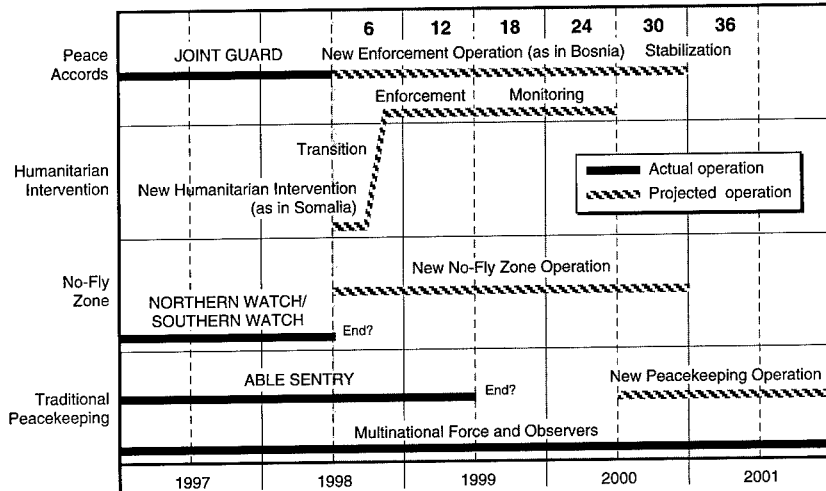 6 12 18 24 30 36
Peace
Accords
JOINT GUARD
New Enforcement Operation (as in Bosnia)
Stabilization
Enforcement
Monitoring
Humanitarian
Intervention
Transition
New Humanitarian Intervention
(as in Somalia)
Actual operation
Projected operation
No-Fly
Zone
New No-Fly Zone Operation
NORTHERN WATCH/
SOUTHERN WATCH
End?
Traditional
Peacekeeping
ABLE SENTRY
End?
New Peacekeeping Operation
Multinational Force and Observers
1997 1998 1999 2000 2001